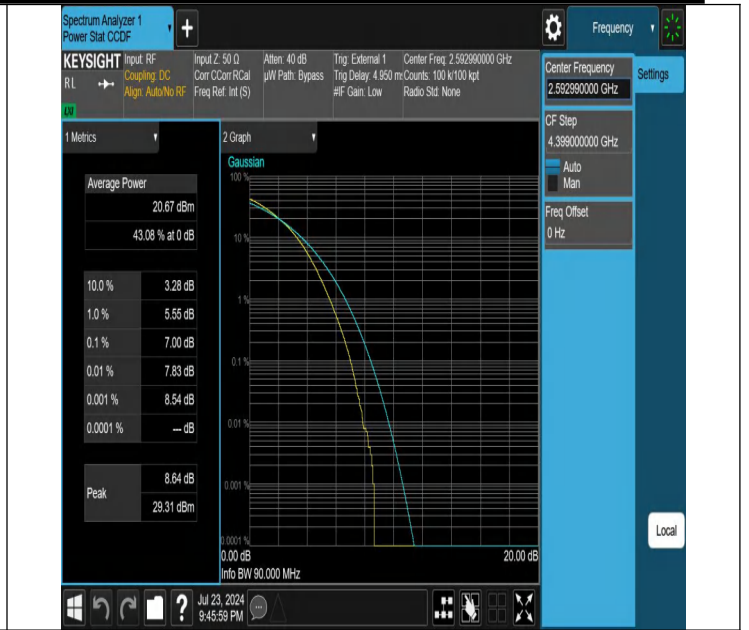 Spectrum Analyzer 1
Power Stat CCDF
+
Frequency
KEYSIGHT
RL
LXI
Input: RF
Coupling: DC
Align: Auto/No RF
Input Z: 50 Ω
Corr CCorr RCal
Freq Ref: Int (S)
Atten: 40 dB
µW Path: Bypass
Trig: External 1
Trig Delay: 4.950 ms
#IF Gain: Low
Center Freq: 2.592990000 GHz
Counts: 100 k/100 kpt
Radio Std: None
Center Frequency
2.592990000 GHz
Settings
CF Step
4.399000000 GHz
Auto
Man
Freq Offset
0 Hz
1 Metrics
Average Power
20.67 dBm
43.08 % at 0 dB
10.0 % 3.28 dB
1.0 % 5.55 dB
0.1 % 7.00 dB
0.01 % 7.83 dB
0.001 % 8.54 dB
0.0001 % --- dB
Peak
8.64 dB
29.31 dBm
2 Graph
Gaussian
100 %
10 %
1 %
0.1 %
0.01 %
0.001 %
0.0001 %
0.00 dB 20.00 dB
Info BW 90.000 MHz
Local
?
Jul 23, 2024
9:45:59 PM